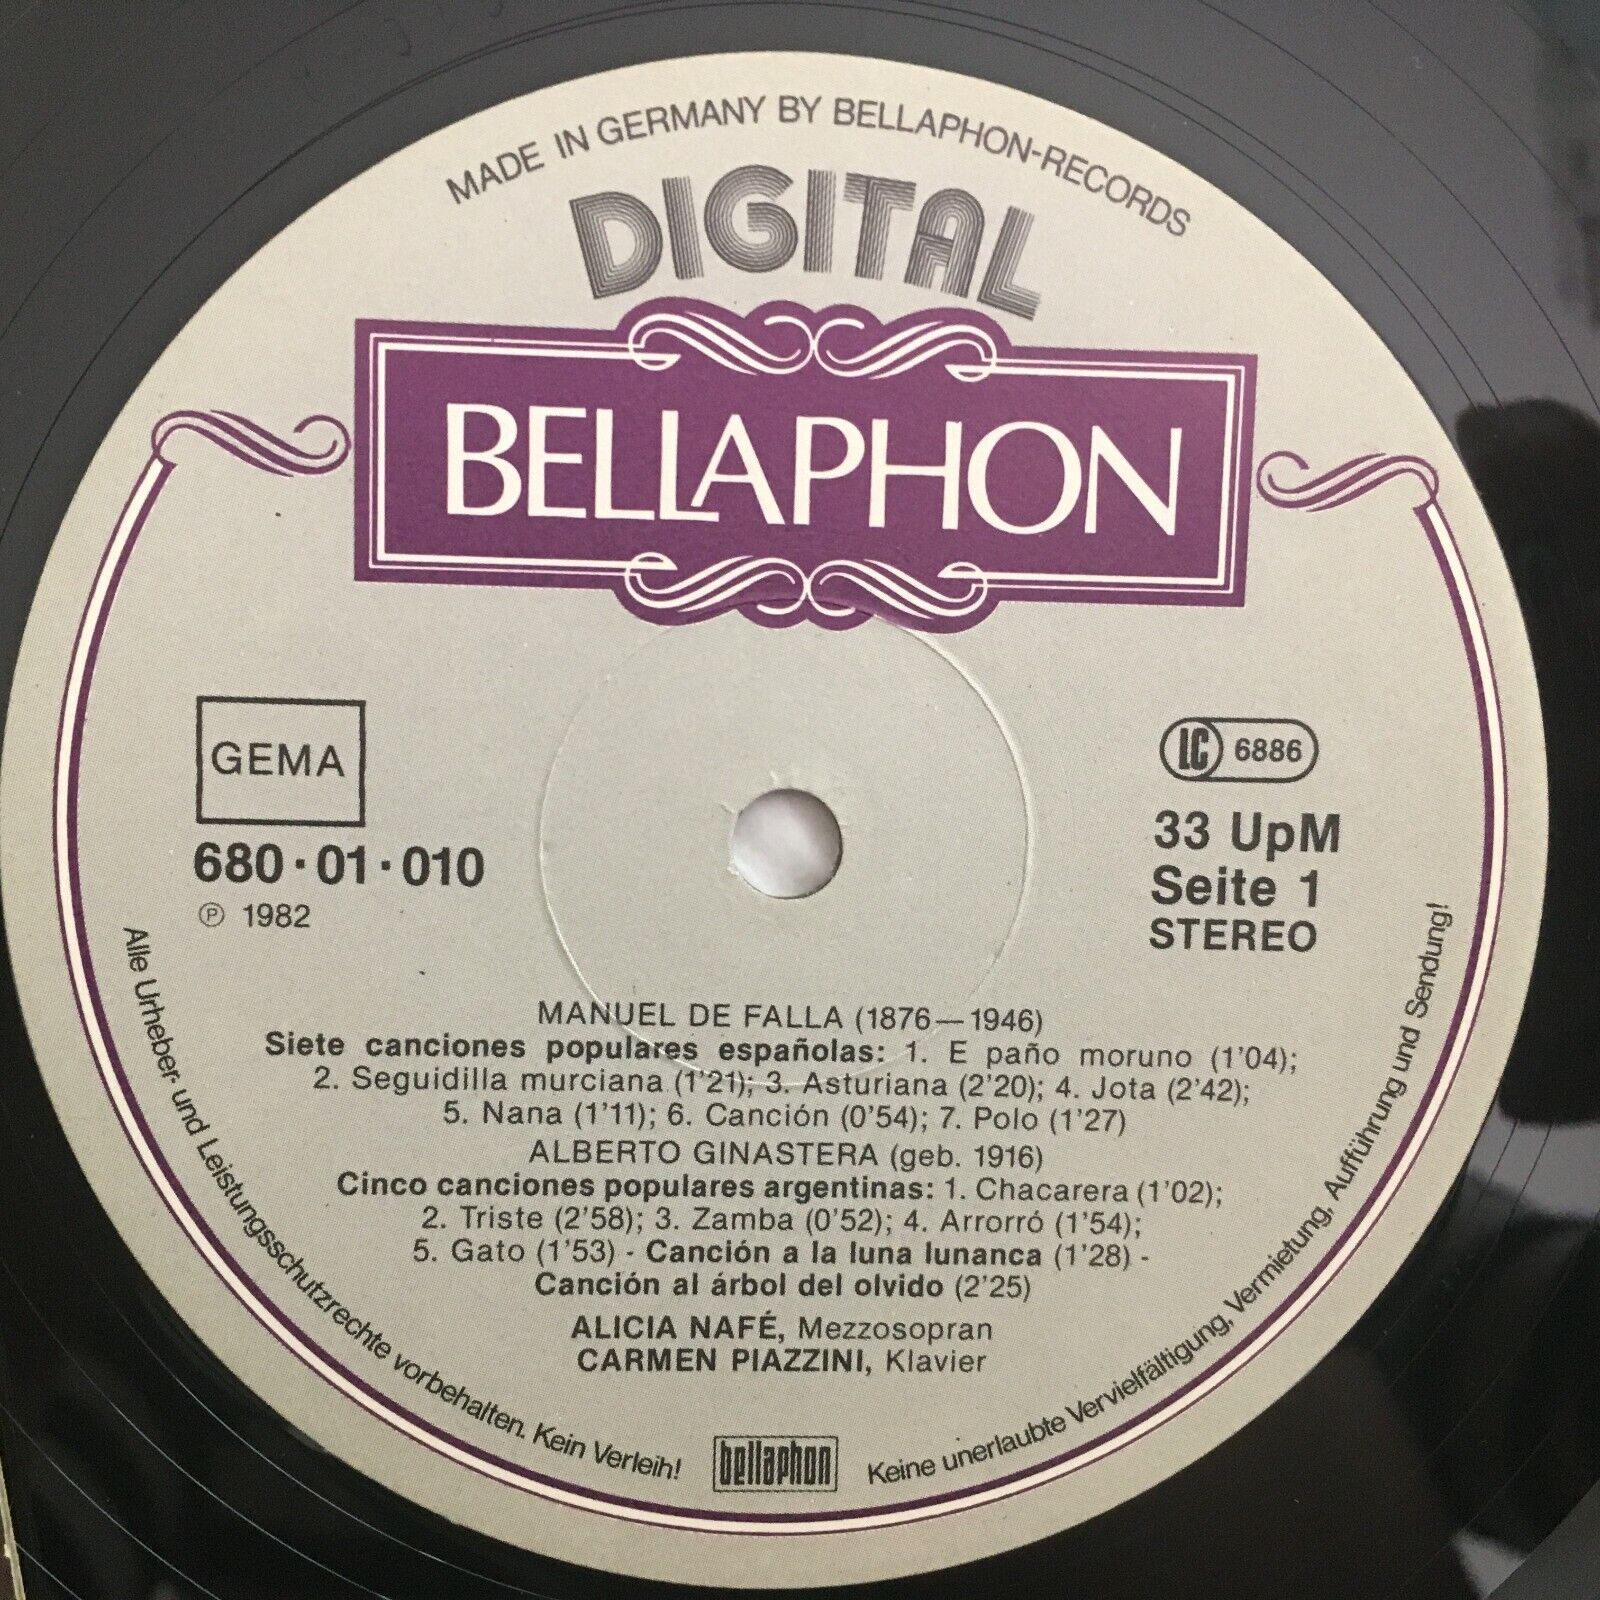 MADE IN GERMANY BY BELLAPHON-RECORDS
DIGITAL
BELLAPHON
GEMA
680·01·010
℗ 1982
LC 6886
33 UpM
Seite 1
STEREO
MANUEL DE FALLA (1876—1946)
Siete canciones populares españolas: 1. E paño moruno (1'04);
2. Seguidilla murciana (1'21); 3. Asturiana (2'20); 4. Jota (2'42);
5. Nana (1'11); 6. Canción (0'54); 7. Polo (1'27)
ALBERTO GINASTERA (geb. 1916)
Cinco canciones populares argentinas: 1. Chacarera (1'02);
2. Triste (2'58); 3. Zamba (0'52); 4. Arrorró (1'54);
5. Gato (1'53) - Canción a la luna lunanca (1'28) -
Canción al árbol del olvido (2'25)
ALICIA NAFÉ, Mezzosopran
CARMEN PIAZZINI, Klavier
bellaphon
Alle Urheber- und Leistungsschutzrechte vorbehalten. Kein Verleih!
Keine unerlaubte Vervielfältigung, Vermietung, Aufführung und Sendung!